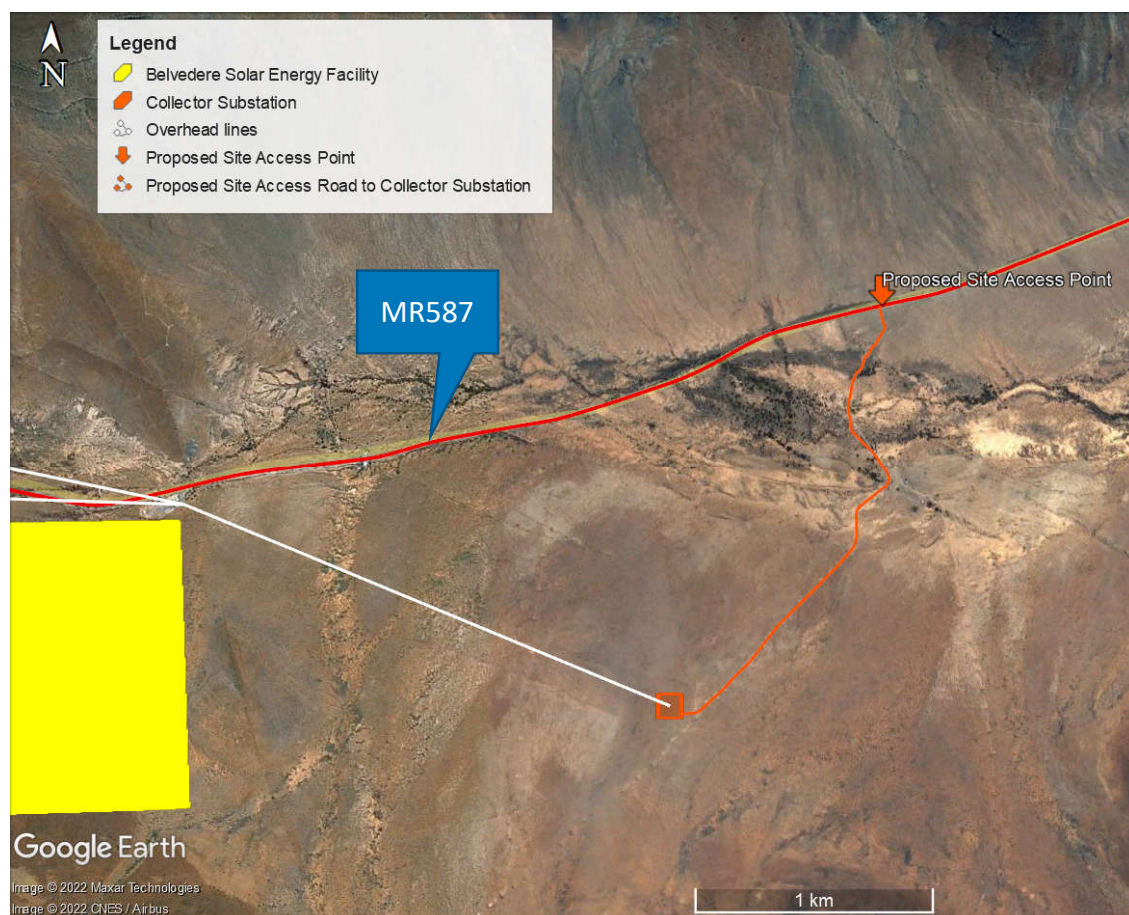 N
Legend
Belvedere Solar Energy Facility
Collector Substation
Overhead lines
Proposed Site Access Point
Proposed Site Access Road to Collector Substation
Proposed Site Access Point
MR587
Google Earth
Image © 2022 Maxar Technologies
Image © 2022 CNES / Airbus
1 km